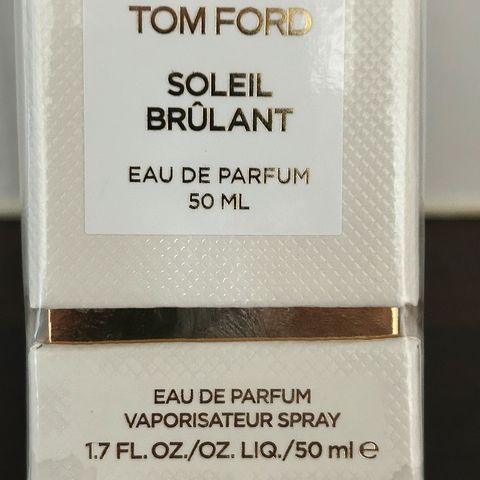 TOM FORD
SOLEIL
BRÛLANT
EAU DE PARFUM
50 ML
EAU DE PARFUM
VAPORISATEUR SPRAY
1.7 FL. OZ./OZ. LIQ./50 ml ℮